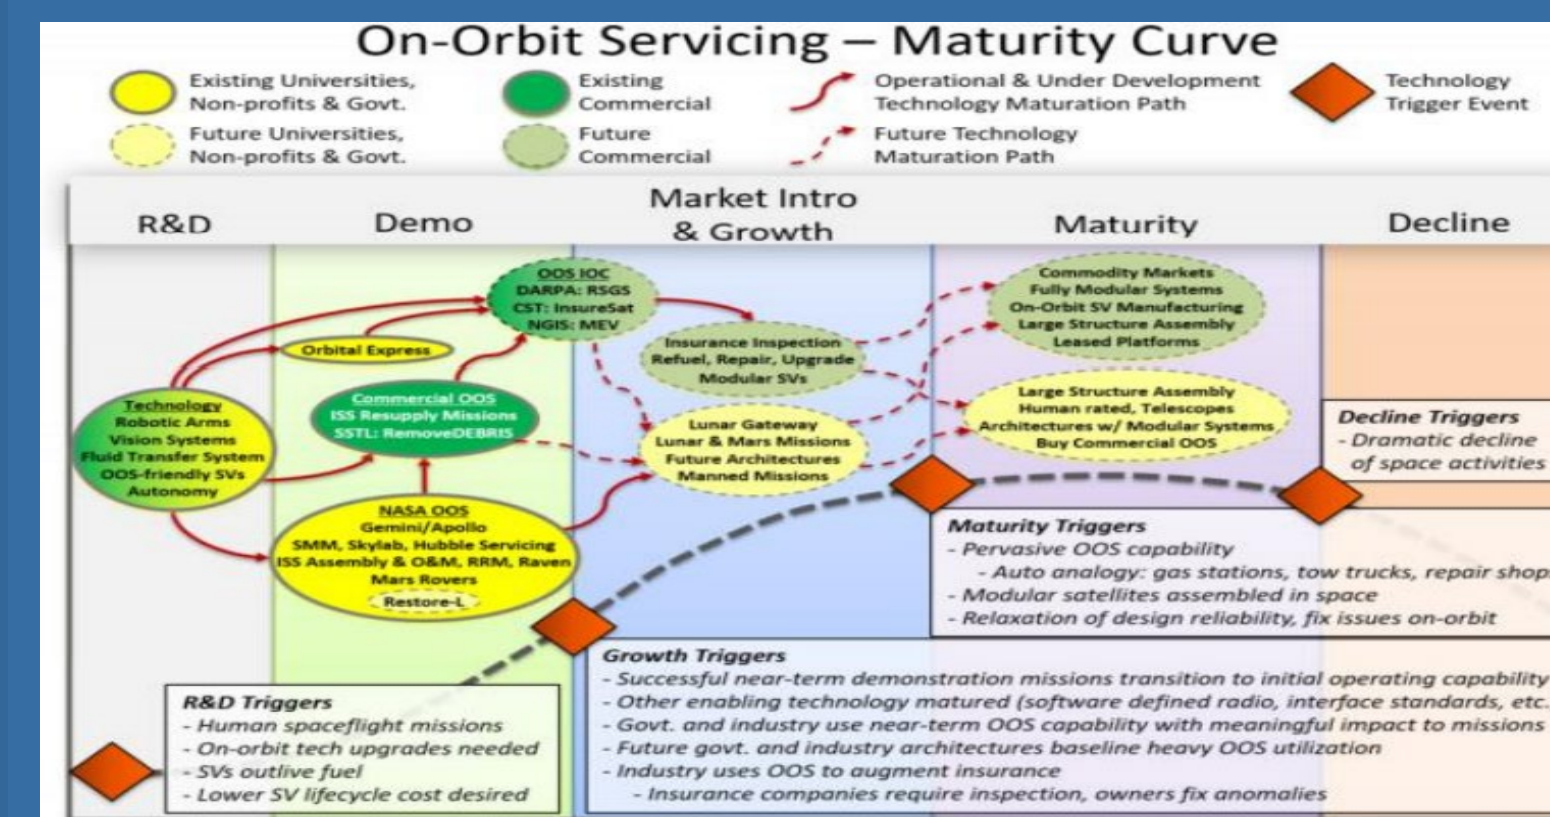 On-Orbit Servicing – Maturity Curve
Existing Universities,
Non-profits & Govt.
Existing
Commercial
Operational & Under Development
Technology Maturation Path
Technology
Trigger Event
Future Universities,
Non-profits & Govt.
Future
Commercial
Future Technology
Maturation Path
R&D
Demo
Market Intro
& Growth
Maturity
Decline
Technology
Robotic Arms
Vision Systems
Fluid Transfer System
OOS-friendly SVs
Autonomy
Orbital Express
Commercial OOS
ISS Resupply Missions
SSTL: RemoveDEBRIS
NASA OOS
Gemini/Apollo
SMM, Skylab, Hubble Servicing
ISS Assembly & O&M, RRM, Raven
Mars Rovers
Restore-L
OOS IOC
DARPA: RSGS
CST: InsureSat
NGIS: MEV
Insurance Inspection
Refuel, Repair, Upgrade
Modular SVs
Lunar Gateway
Lunar & Mars Missions
Future Architectures
Manned Missions
Commodity Markets
Fully Modular Systems
On-Orbit SV Manufacturing
Large Structure Assembly
Leased Platforms
Large Structure Assembly
Human rated, Telescopes
Architectures w/ Modular Systems
Buy Commercial OOS
Decline Triggers
- Dramatic decline
of space activities
Maturity Triggers
- Pervasive OOS capability
- Auto analogy: gas stations, tow trucks, repair shop
- Modular satellites assembled in space
- Relaxation of design reliability, fix issues on-orbit
Growth Triggers
- Successful near-term demonstration missions transition to initial operating capability
- Other enabling technology matured (software defined radio, interface standards, etc.
- Govt. and industry use near-term OOS capability with meaningful impact to missions
- Future govt. and industry architectures baseline heavy OOS utilization
- Industry uses OOS to augment insurance
- Insurance companies require inspection, owners fix anomalies
R&D Triggers
- Human spaceflight missions
- On-orbit tech upgrades needed
- SVs outlive fuel
- Lower SV lifecycle cost desired